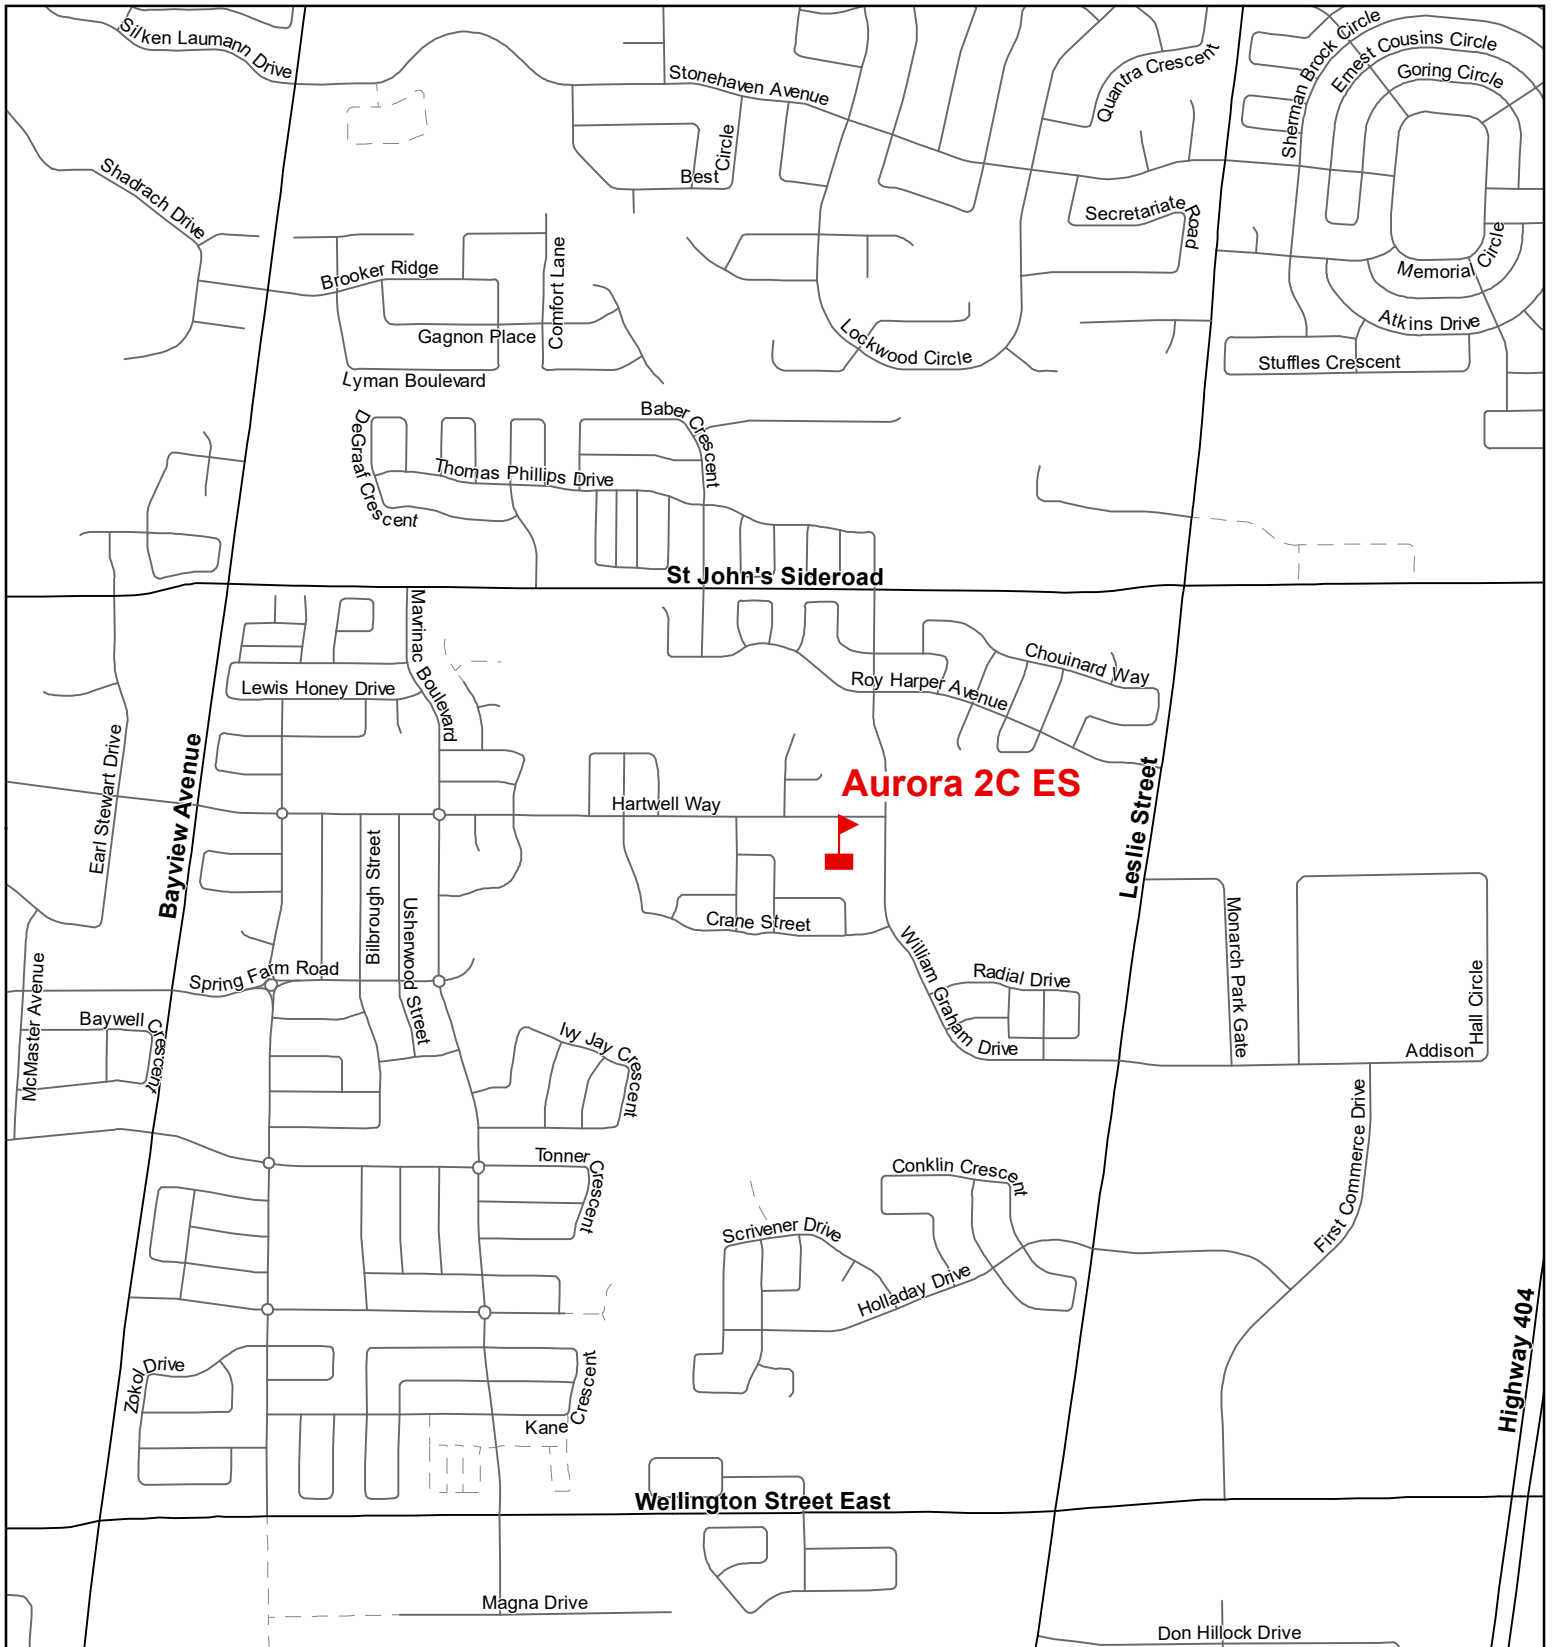 Silken Laumann Drive
Stonehaven Avenue
Quantra Crescent
Sherman Brock Circle
Ernest Cousins Circle
Goring Circle
Best Circle
Shadrach Drive
Secretariate Road
Memorial Circle
Brooker Ridge
Comfort Lane
Gagnon Place
Lockwood Circle
Atkins Drive
Stuffles Crescent
Lyman Boulevard
DeGraaf Crescent
Baber Crescent
Thomas Phillips Drive
St John's Sideroad
Mavrinac Boulevard
Lewis Honey Drive
Chouinard Way
Roy Harper Avenue
Earl Stewart Drive
Bayview Avenue
Aurora 2C ES
Leslie Street
Hartwell Way
Bilbrough Street
Usherwood Street
Crane Street
Monarch Park Gate
William Graham Drive
Radial Drive
Hall Circle
Addison
Spring Farm Road
McMaster Avenue
Baywell Crescent
Ivy Jay Crescent
First Commerce Drive
Tonner Crescent
Conklin Crescent
Scrivener Drive
Holladay Drive
Highway 404
Zokol Drive
Kane Crescent
Wellington Street East
Magna Drive
Don Hillock Drive